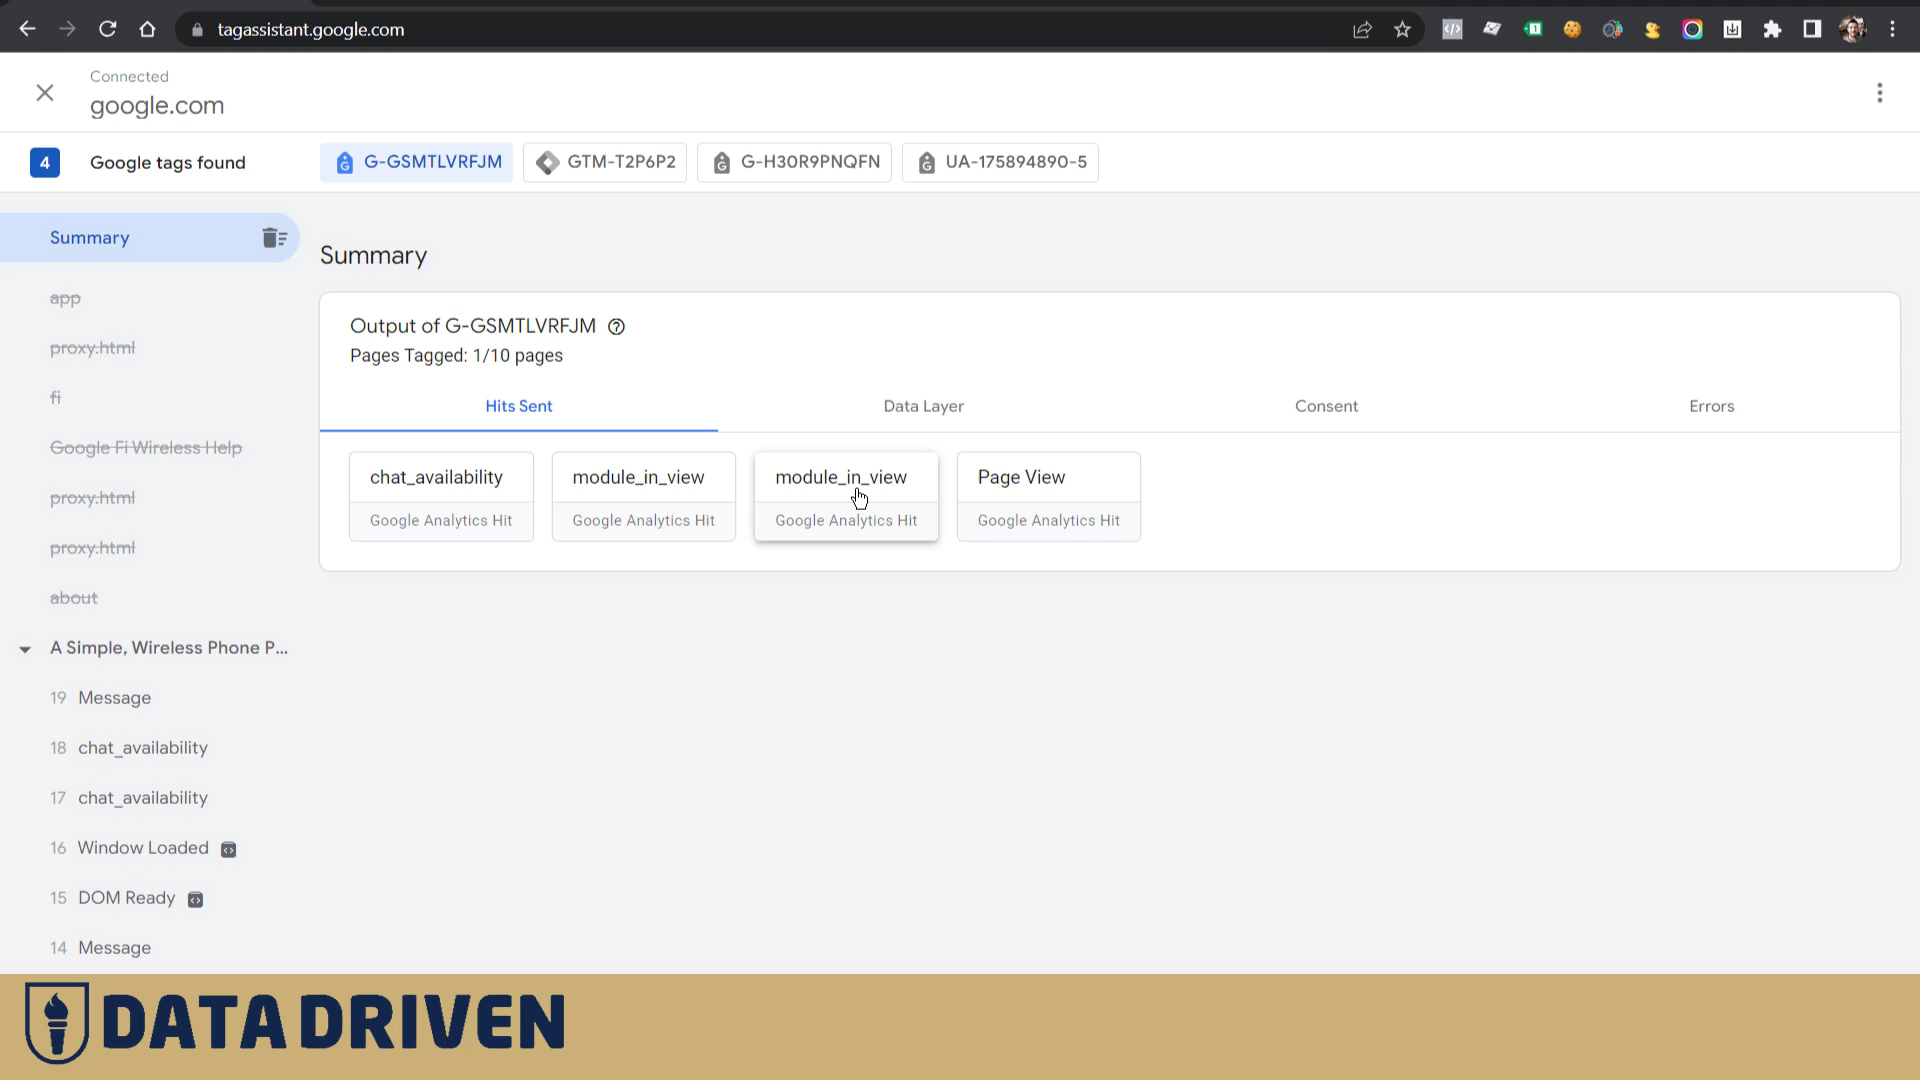 tagassistant.google.com
Connected
google.com
4 Google tags found G-GSMTLVRFJM GTM-T2P6P2 G-H30R9PNQFN UA-175894890-5
Summary
app
proxy.html
fi
Google Fi Wireless Help
proxy.html
proxy.html
about
A Simple, Wireless Phone P...
19 Message
18 chat_availability
17 chat_availability
16 Window Loaded
15 DOM Ready
14 Message
Summary
Output of G-GSMTLVRFJM
Pages Tagged: 1/10 pages
Hits Sent Data Layer Consent Errors
chat_availability module_in_view module_in_view Page View
Google Analytics Hit Google Analytics Hit Google Analytics Hit Google Analytics Hit
DATA DRIVEN